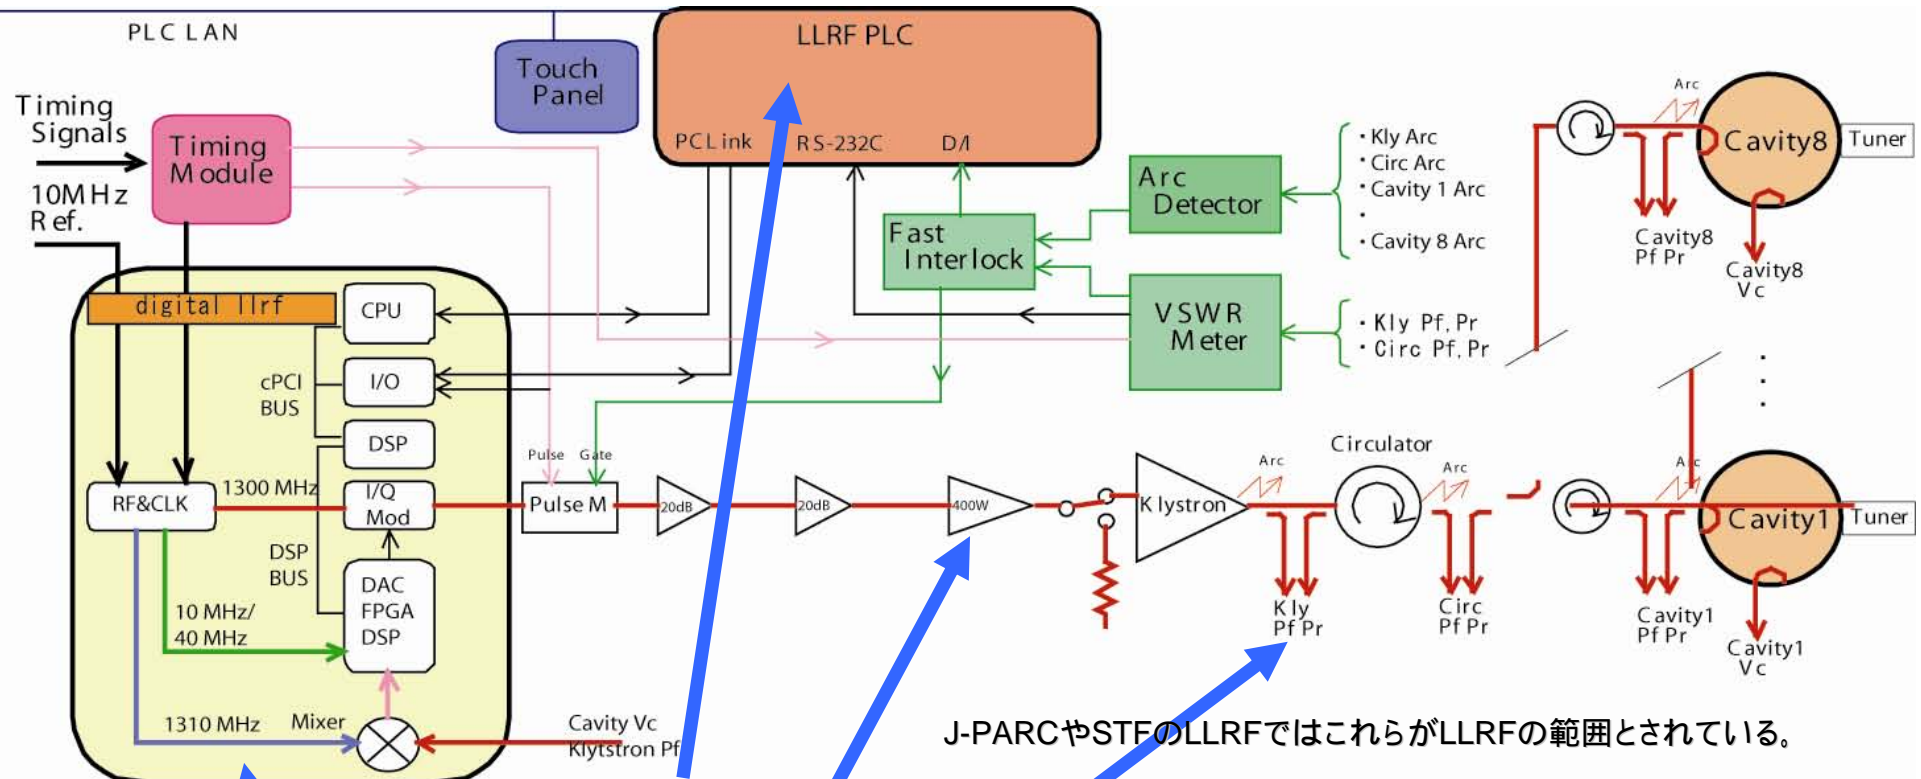 PLC LAN
Touch
Panel
LLRF PLC
PCLink
RS-232C
D/I
Timing
Signals
10MHz
Ref.
Timing
Module
Arc
Detector
・Kly Arc
・Circ Arc
・Cavity 1 Arc
・
・Cavity 8 Arc
Fast
Interlock
VSWR
Meter
・Kly Pf,Pr
・Circ Pf,Pr
Arc
Cavity8
Tuner
Cavity8
Pf Pr
Cavity8
Vc
digital llrf
CPU
cPCI
BUS
I/O
DSP
RF&CLK
1300 MHz
I/Q
Mod
DSP
BUS
DAC
FPGA
DSP
10 MHz/
40 MHz
1310 MHz
Mixer
Cavity Vc
Klytstron Pf
Pulse
Gate
Pulse M
20dB
20dB
400W
Klystron
Arc
Circulator
Arc
Kly
Pf Pr
Circ
Pf Pr
Arc
Cavity1
Tuner
Cavity1
Pf Pr
Cavity1
Vc
J-PARCやSTFのLLRFではこれらがLLRFの範囲とされている。